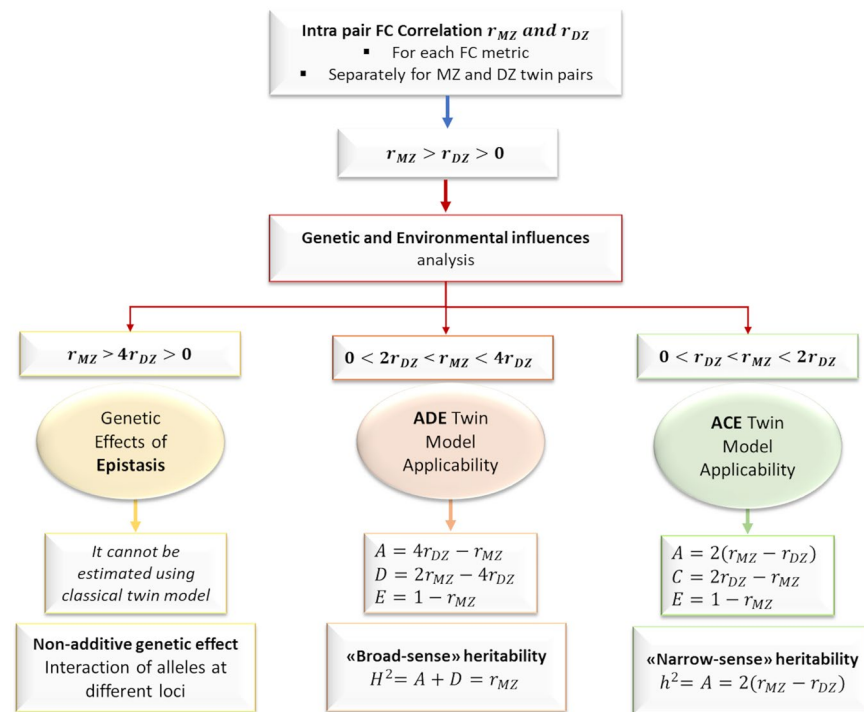 Intra pair FC Correlation r_MZ and r_DZ
▪ For each FC metric
▪ Separately for MZ and DZ twin pairs
r_MZ > r_DZ > 0
Genetic and Environmental influences
analysis
r_MZ > 4r_DZ > 0
0 < 2r_DZ < r_MZ < 4r_DZ
0 < r_DZ < r_MZ < 2r_DZ
Genetic
Effects of
Epistasis
ADE Twin
Model
Applicability
ACE Twin
Model
Applicability
It cannot be
estimated using
classical twin model
A = 4r_DZ − r_MZ
D = 2r_MZ − 4r_DZ
E = 1 − r_MZ
A = 2(r_MZ − r_DZ)
C = 2r_DZ − r_MZ
E = 1 − r_MZ
Non-additive genetic effect
Interaction of alleles at
different loci
«Broad-sense» heritability
H² = A + D = r_MZ
«Narrow-sense» heritability
h² = A = 2(r_MZ − r_DZ)